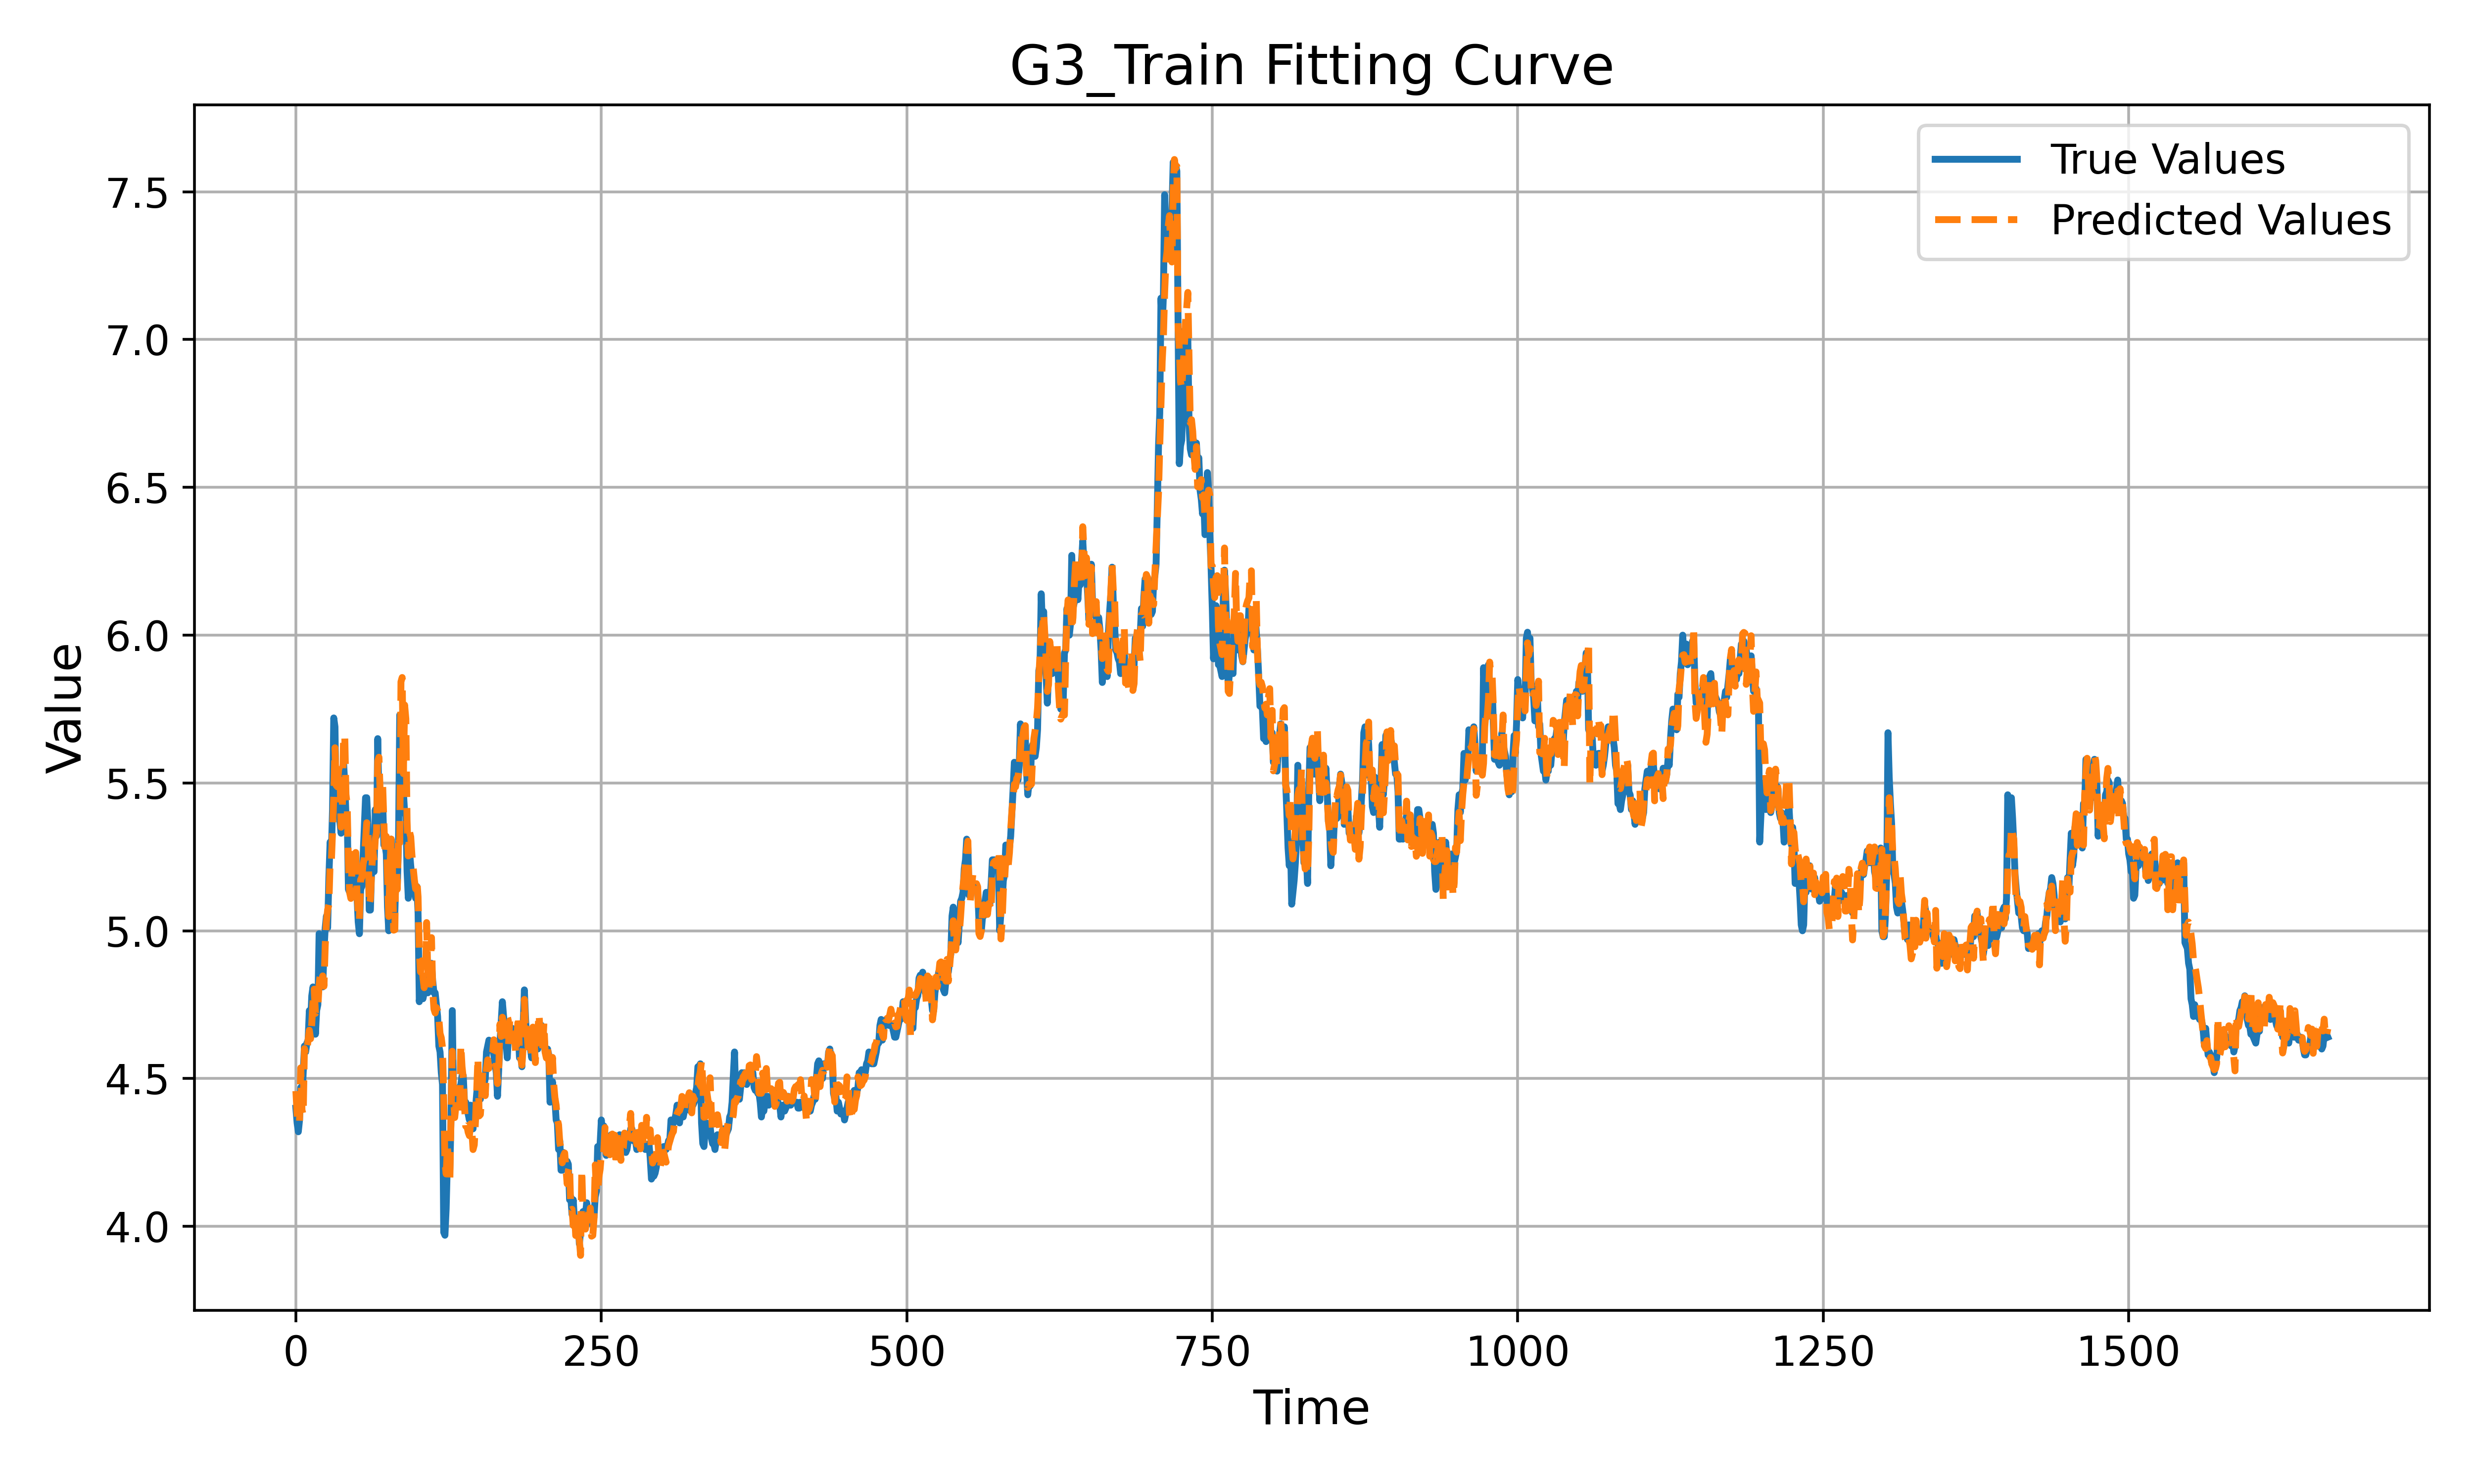 G3_Train Fitting Curve
True Values
Predicted Values
Value
7.5
7.0
6.5
6.0
5.5
5.0
4.5
4.0
0 250 500 750 1000 1250 1500
Time